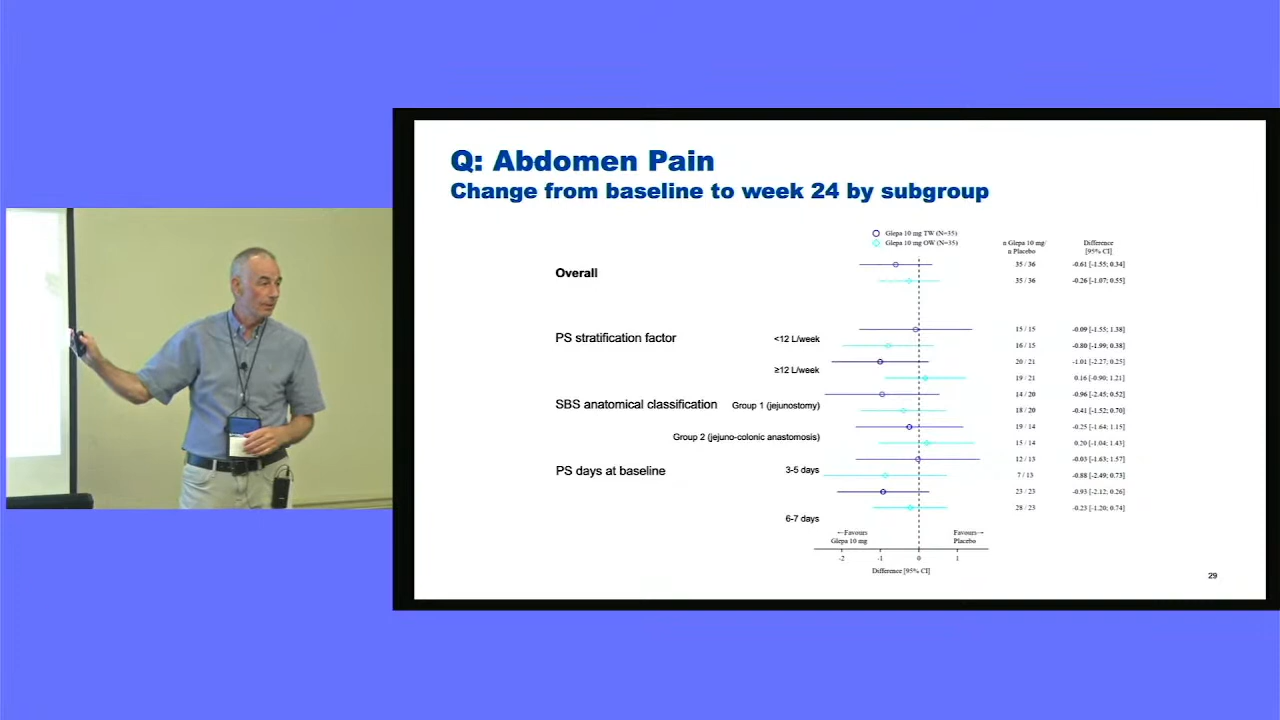 Q: Abdomen Pain
Change from baseline to week 24 by subgroup
Glepa 10 mg TW (N=35)
Glepa 10 mg OW (N=35)
n Glepa 10 mg/
n Placebo
Difference
[95% CI]
Overall
35 / 36 -0.61 [-1.55; 0.34]
35 / 36 -0.26 [-1.07; 0.55]
PS stratification factor
<12 L/week
15 / 15 -0.09 [-1.55; 1.38]
16 / 15 -0.80 [-1.99; 0.38]
≥12 L/week
20 / 21 -1.01 [-2.27; 0.25]
19 / 21 0.16 [-0.90; 1.21]
SBS anatomical classification
Group 1 (jejunostomy)
14 / 20 -0.96 [-2.45; 0.52]
18 / 20 -0.41 [-1.52; 0.70]
Group 2 (jejuno-colonic anastomosis)
19 / 14 -0.25 [-1.64; 1.15]
15 / 14 0.20 [-1.04; 1.43]
PS days at baseline
3-5 days
12 / 13 -0.03 [-1.63; 1.57]
7 / 13 -0.88 [-2.49; 0.73]
6-7 days
23 / 23 -0.93 [-2.12; 0.26]
28 / 23 -0.23 [-1.20; 0.74]
←Favours
Glepa 10 mg
Favours→
Placebo
-2 -1 0 1
Difference [95% CI]
29